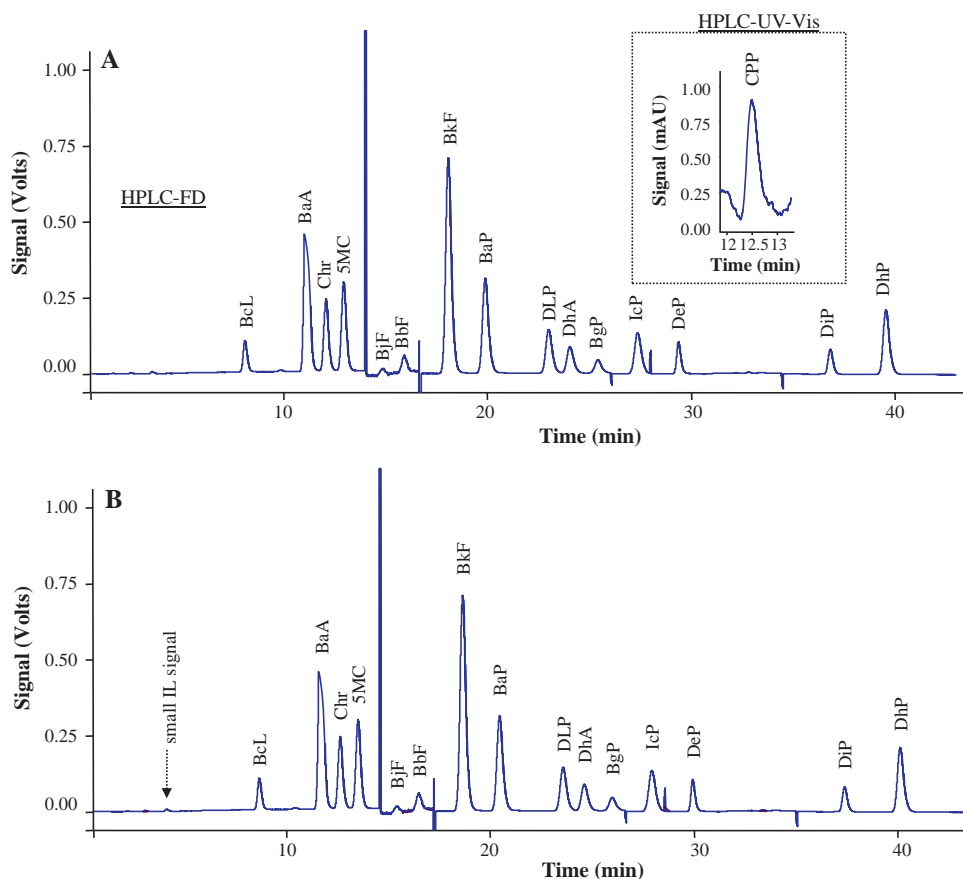 HPLC-UV-Vis
A
1.00
0.75
0.50
0.25
0.00
Signal (Volts)
HPLC-FD
BcL
BaA
Chr
5MC
BjF
BbF
BkF
BaP
DLP
DhA
BgP
IcP
DeP
DiP
DhP
CPP
1.00
0.75
0.50
0.25
0.00
Signal (mAU)
12 12.5 13
Time (min)
10 20 30 40
Time (min)
B
1.00
0.75
0.50
0.25
0.00
Signal (Volts)
small IL signal
BcL
BaA
Chr
5MC
BjF
BbF
BkF
BaP
DLP
DhA
BgP
IcP
DeP
DiP
DhP
10 20 30 40
Time (min)